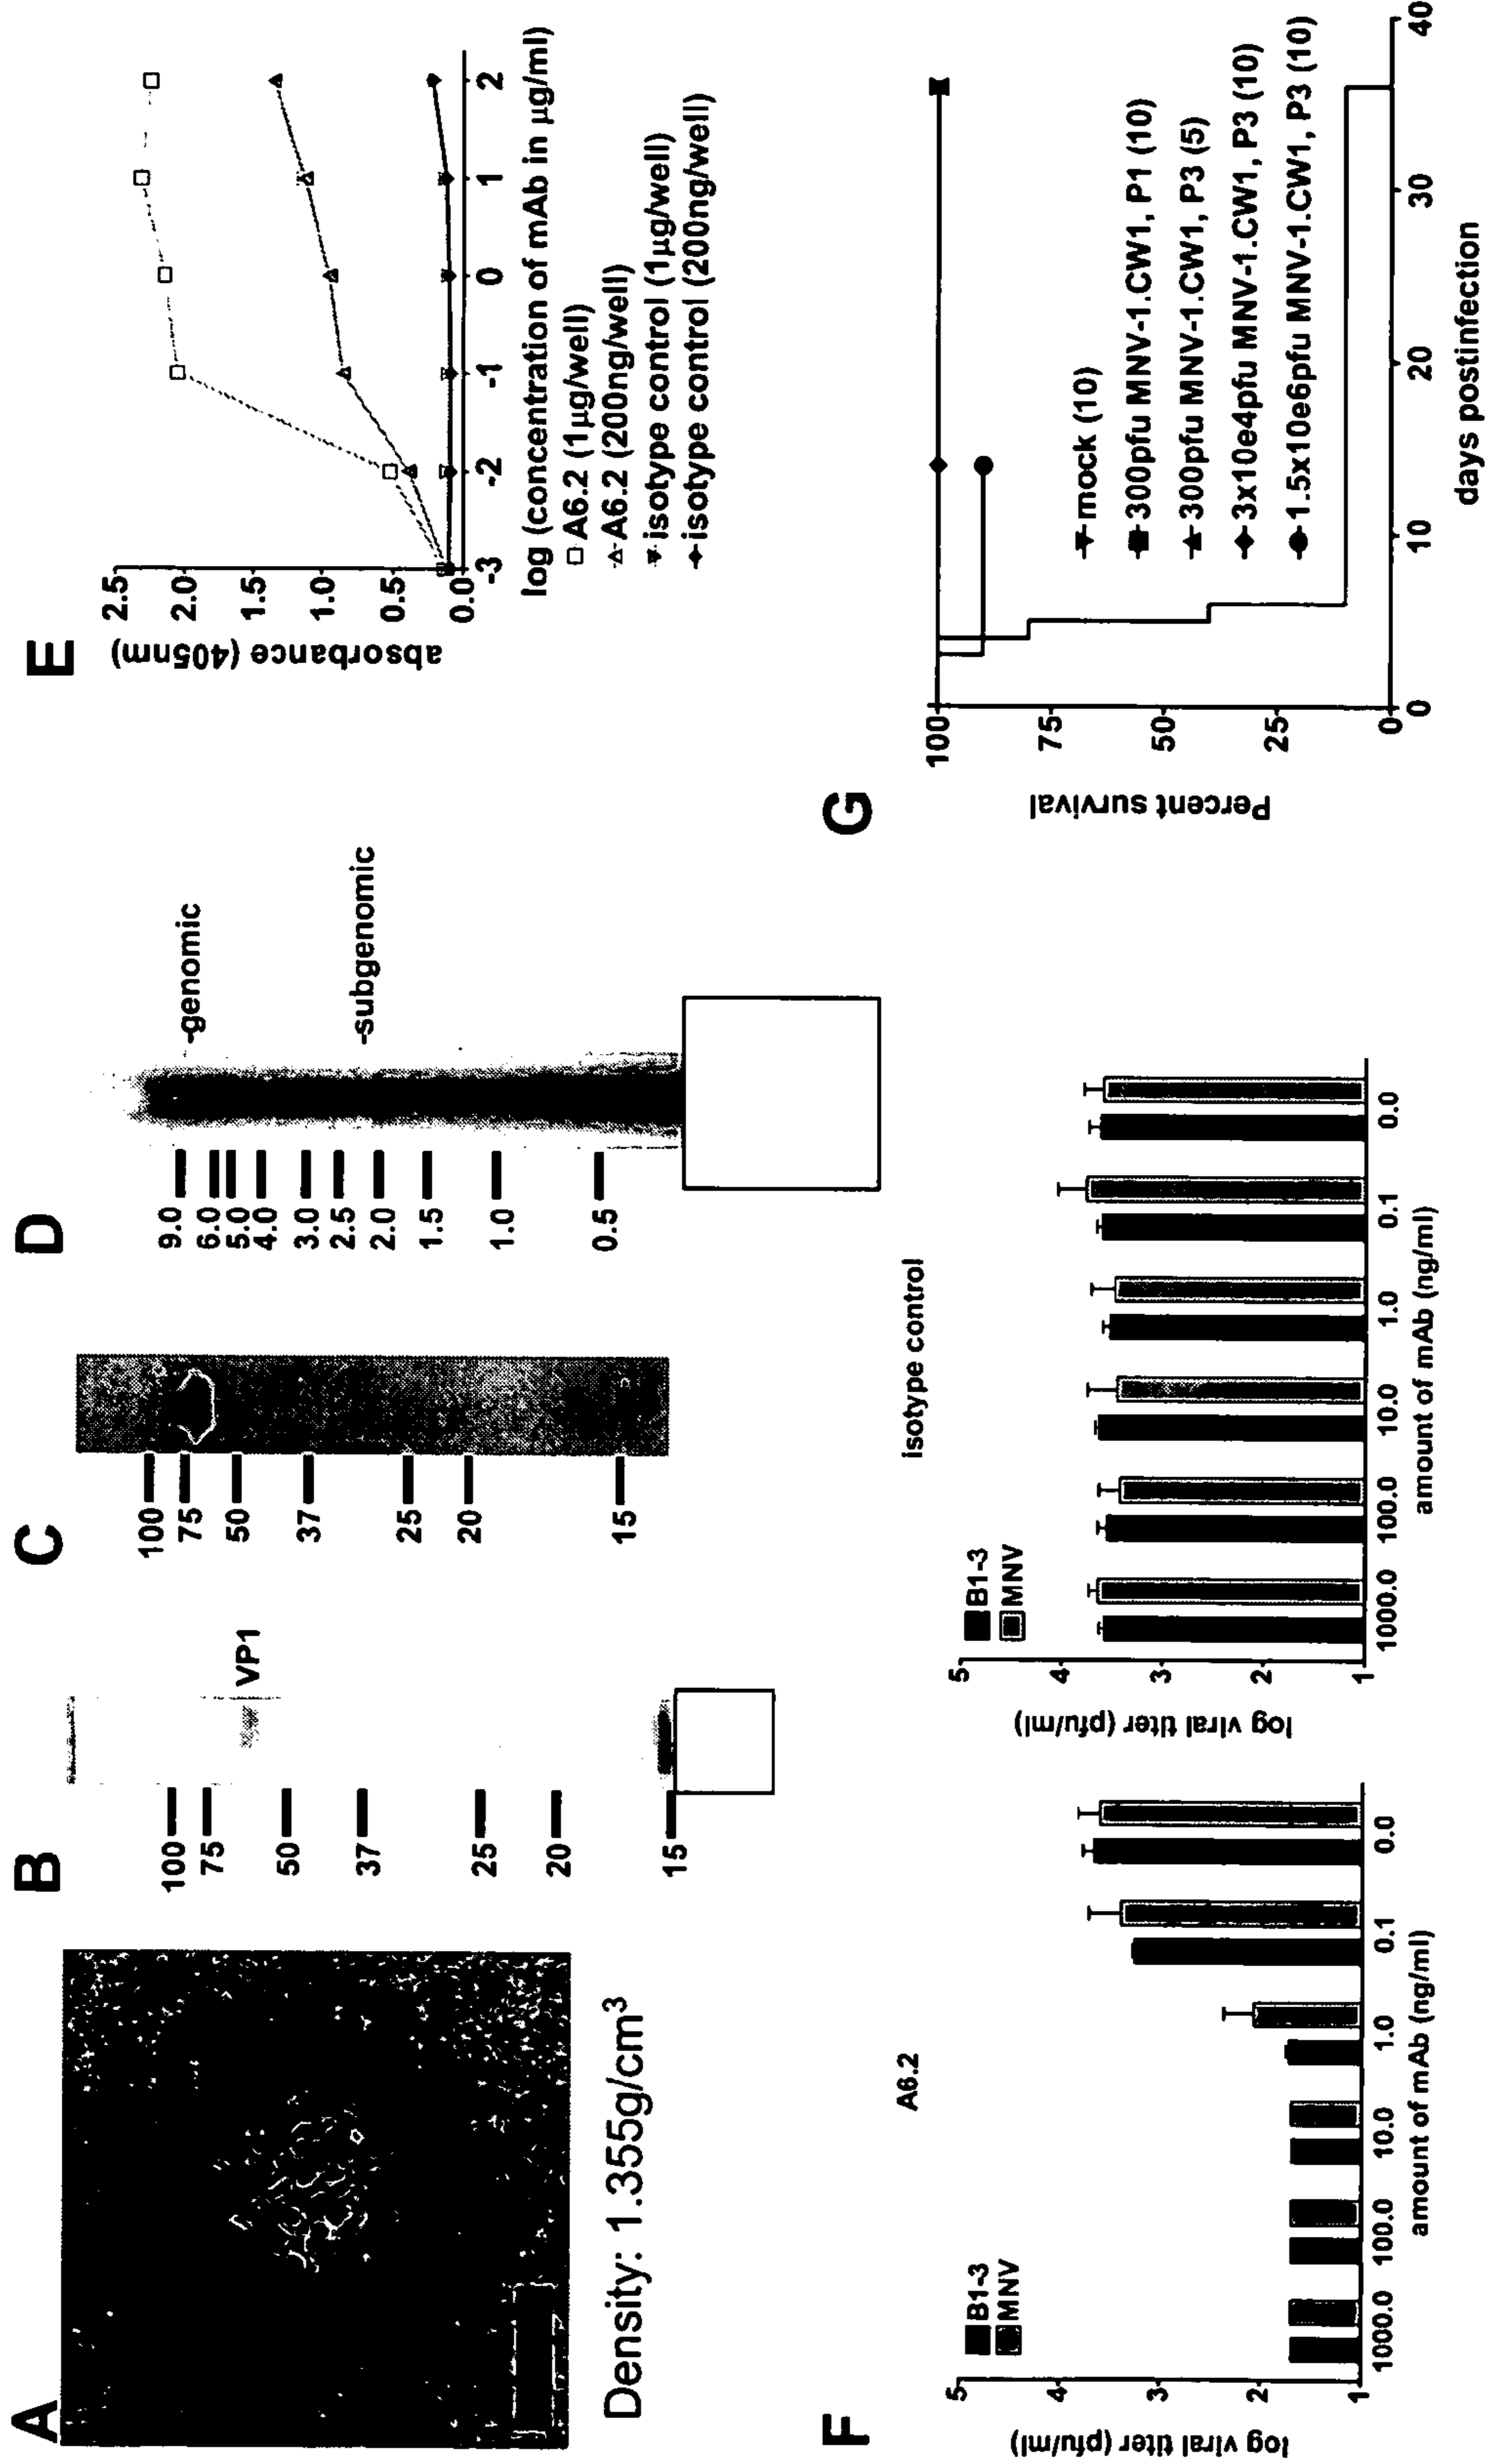 A
Density: 1.355g/cm3
B
100
75
50
37
25
20
15
VP1
C
100
75
50
37
25
20
15
D
9.0
6.0
5.0
4.0
3.0
2.5
2.0
1.5
1.0
0.5
-genomic
-subgenomic
E
absorbance (405nm)
2.5
2.0
1.5
1.0
0.5
0.0
-3 -2 -1 0 1 2
log (concentration of mAb in µg/ml)
A6.2 (1µg/well)
A6.2 (200ng/well)
isotype control (1µg/well)
isotype control (200ng/well)
F
A6.2
log viral titer (pfu/ml)
5
4
3
2
1
B1-3
MNV
1000.0 100.0 10.0 1.0 0.1 0.0
amount of mAb (ng/ml)
isotype control
log viral titer (pfu/ml)
5
4
3
2
1
B1-3
MNV
1000.0 100.0 10.0 1.0 0.1 0.0
amount of mAb (ng/ml)
G
Percent survival
100
75
50
25
0
0 10 20 30 40
days postinfection
mock (10)
300pfu MNV-1.CW1, P1 (10)
300pfu MNV-1.CW1, P3 (5)
3x10e4pfu MNV-1.CW1, P3 (10)
1.5x10e6pfu MNV-1.CW1, P3 (10)